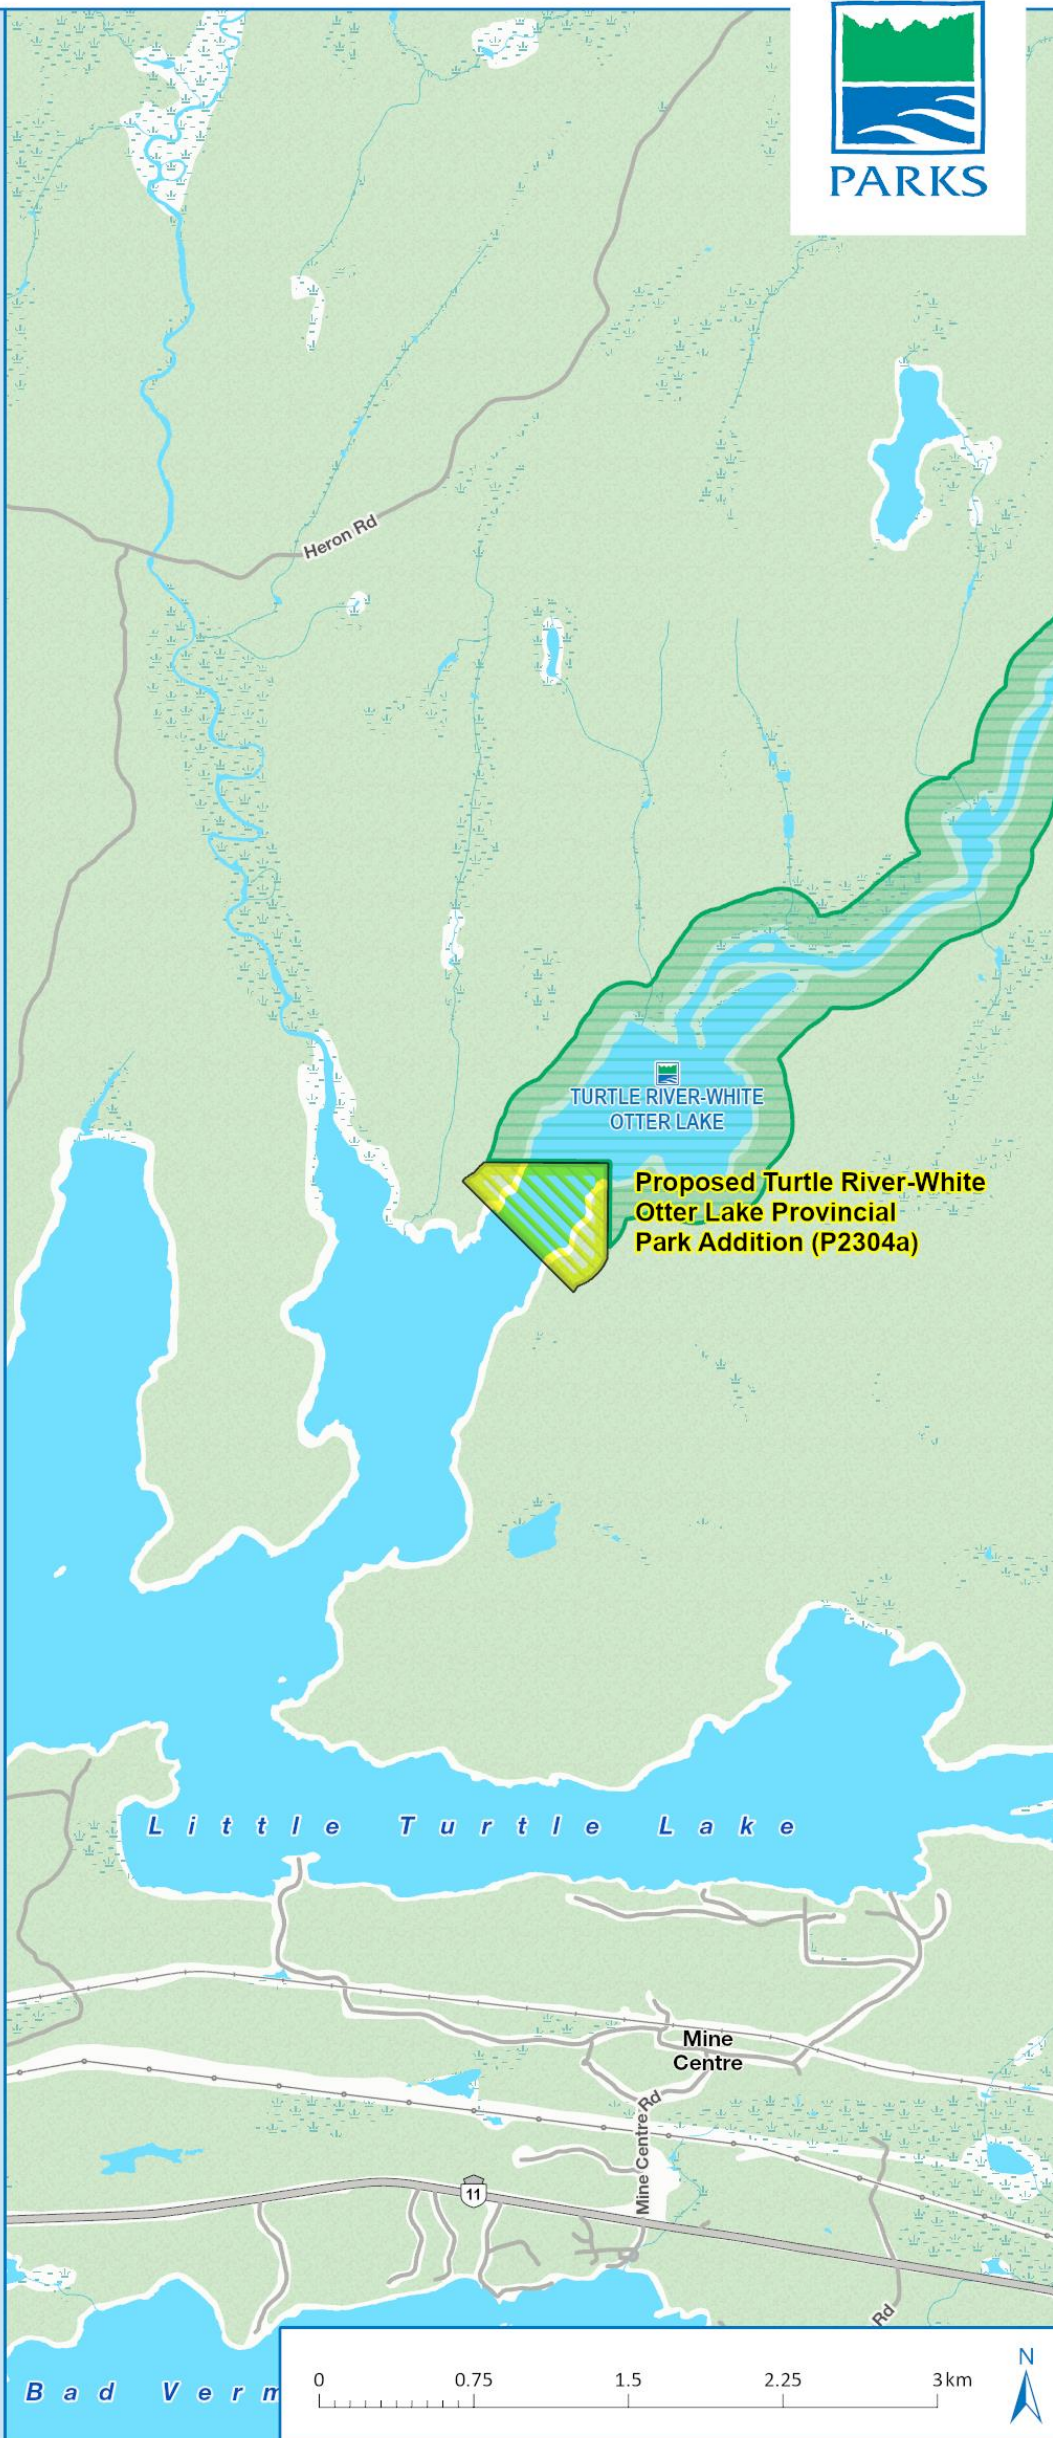 PARKS
Heron Rd
TURTLE RIVER-WHITE
OTTER LAKE
Proposed Turtle River-White
Otter Lake Provincial
Park Addition (P2304a)
Little Turtle Lake
Mine
Centre
Mine Centre Rd
11
Rd
Bad Verm
0 0.75 1.5 2.25 3 km
N